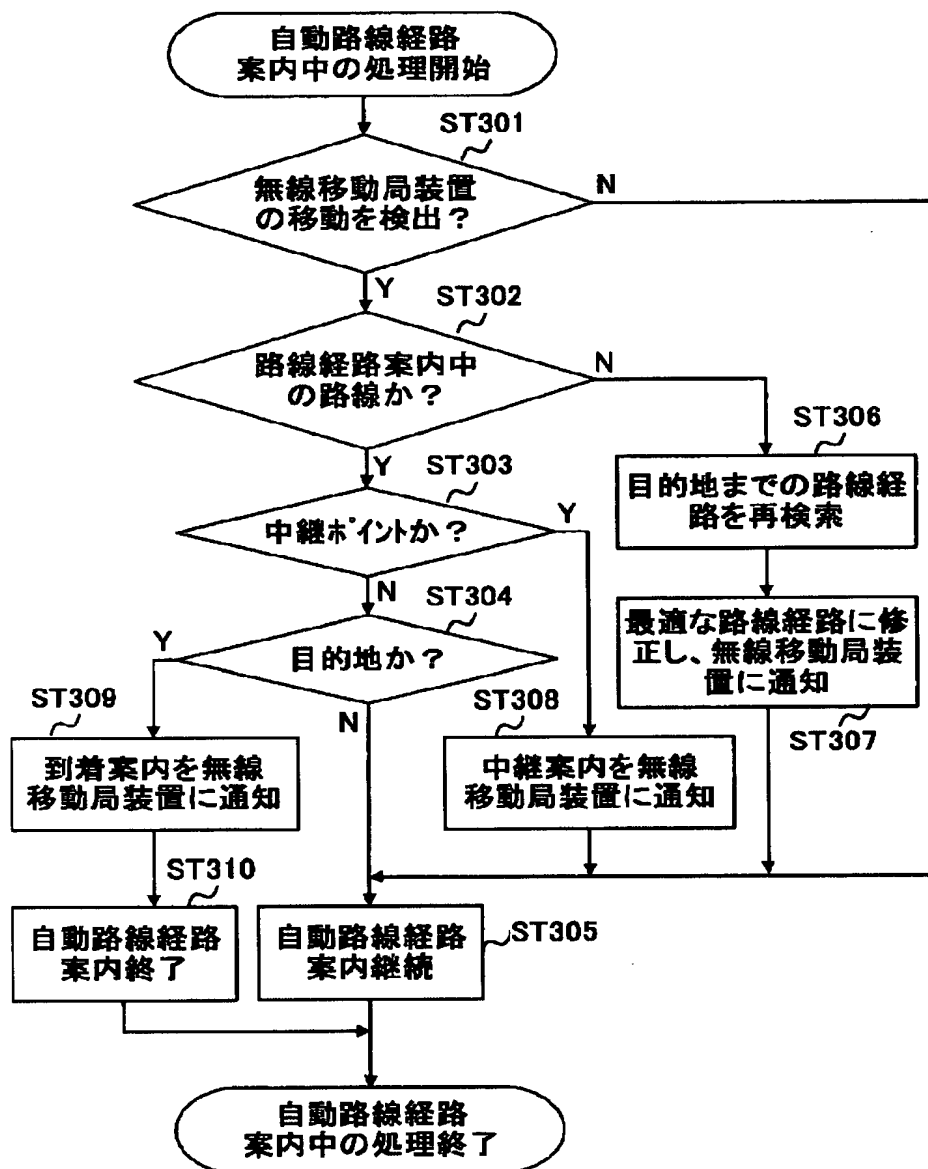 自動路線経路
案内中の処理開始
ST301
無線移動局装置
の移動を検出？
N
Y
ST302
路線経路案内中
の路線か？
N
Y
ST303
中継ポイントか？
Y
N
ST304
目的地か？
Y
N
ST306
目的地までの路線経
路を再検索
最適な路線経路に修
正し、無線移動局装
置に通知
ST307
ST309
到着案内を無線
移動局装置に通知
ST308
中継案内を無線
移動局装置に通知
ST310
自動路線経路
案内終了
自動路線経路
案内継続
ST305
自動路線経路
案内中の処理終了